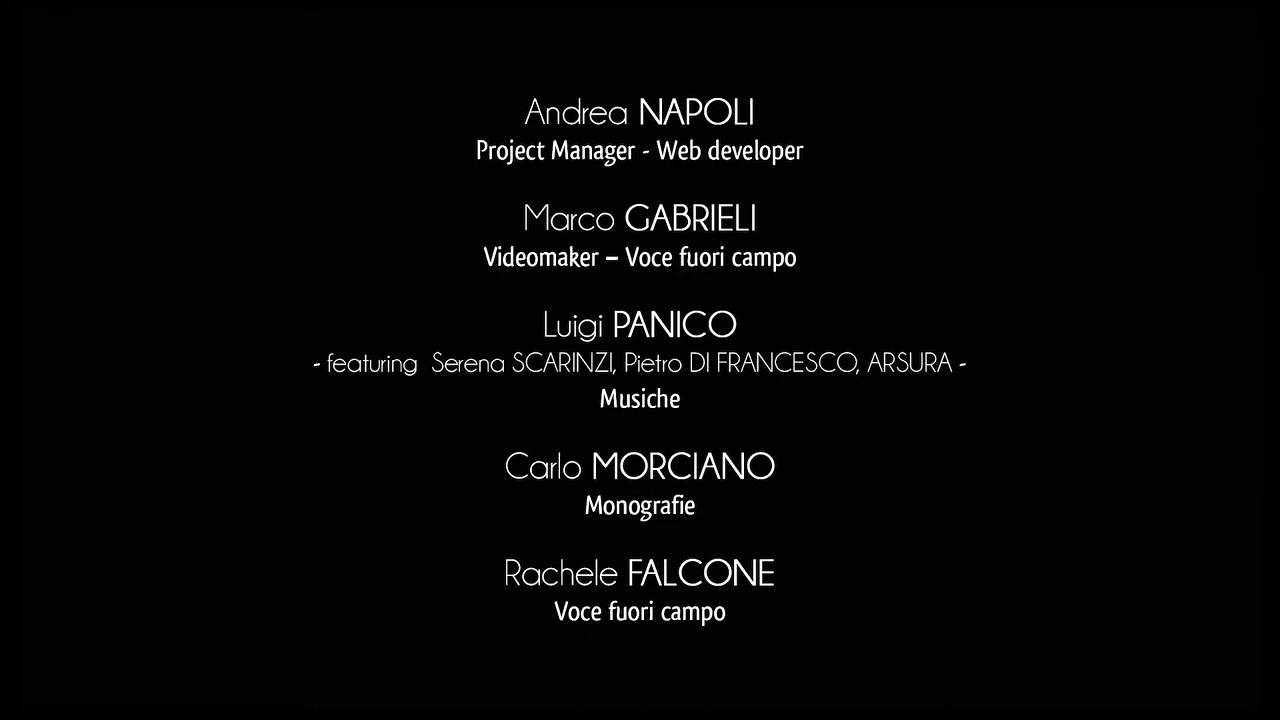 Andrea NAPOLI
Project Manager - Web developer
Marco GABRIELI
Videomaker – Voce fuori campo
Luigi PANICO
- featuring  Serena SCARINZI, Pietro DI FRANCESCO, ARSURA -
Musiche
Carlo MORCIANO
Monografie
Rachele FALCONE
Voce fuori campo